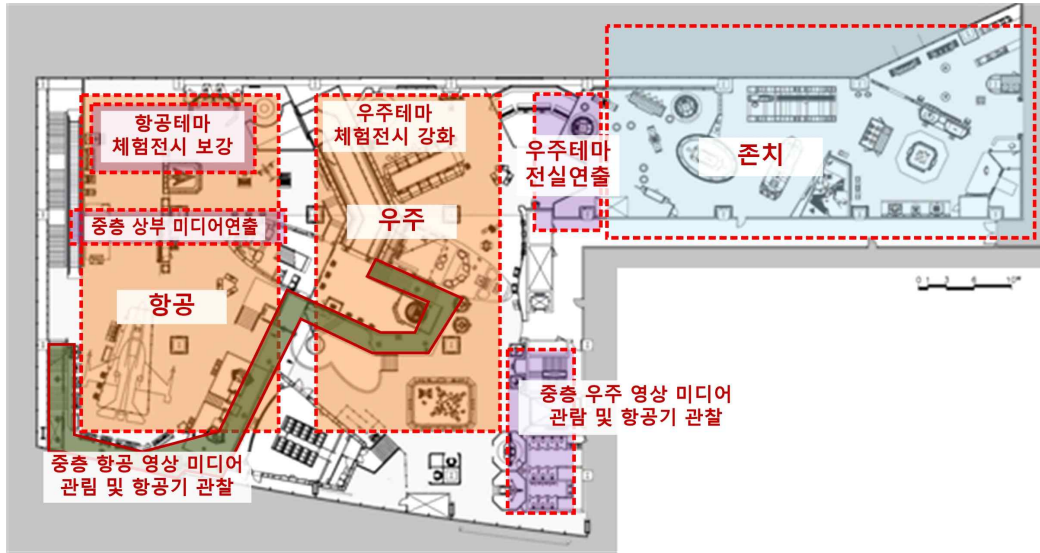 항공테마
체험전시 보강
우주테마
체험전시 강화
우주테마
전실연출
존치
중층 상부 미디어연출
우주
항공
중층 우주 영상 미디어
관람 및 항공기 관찰
중층 항공 영상 미디어
관림 및 항공기 관찰